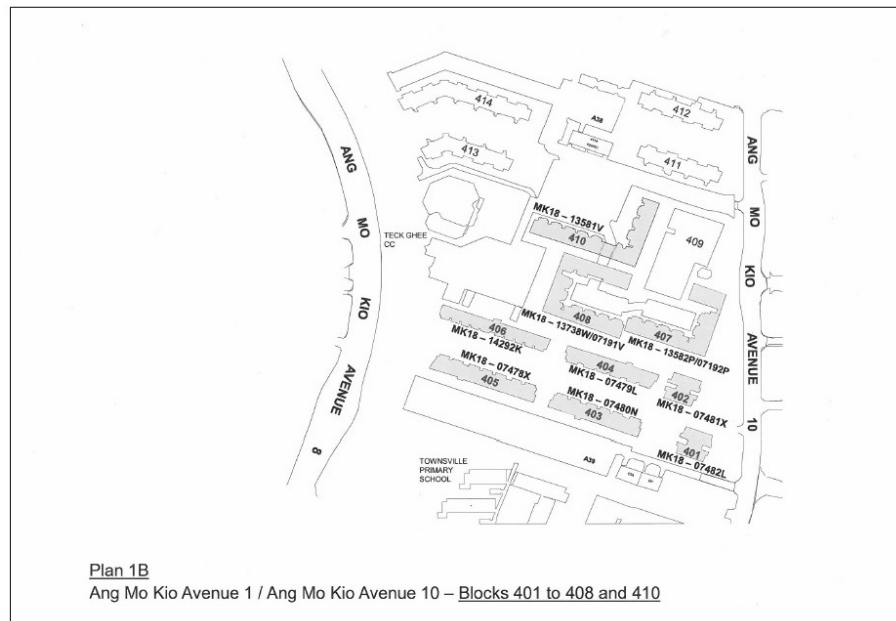 414
412
A38
413
411
ANG
MO
KIO
AVENUE
8
ANG
MO
KIO
AVENUE
10
MK18 – 13581V
410
409
TECK GHEE
CC
408
407
406
MK18 – 13738W/07191V
MK18 – 13582P/07192P
MK18 – 14292K
404
MK18 – 07478X
MK18 – 07479L
405
402
MK18 – 07480N
MK18 – 07481X
403
401
MK18 – 07482L
A39
TOWNSVILLE
PRIMARY
SCHOOL
Plan 1B
Ang Mo Kio Avenue 1 / Ang Mo Kio Avenue 10 – Blocks 401 to 408 and 410